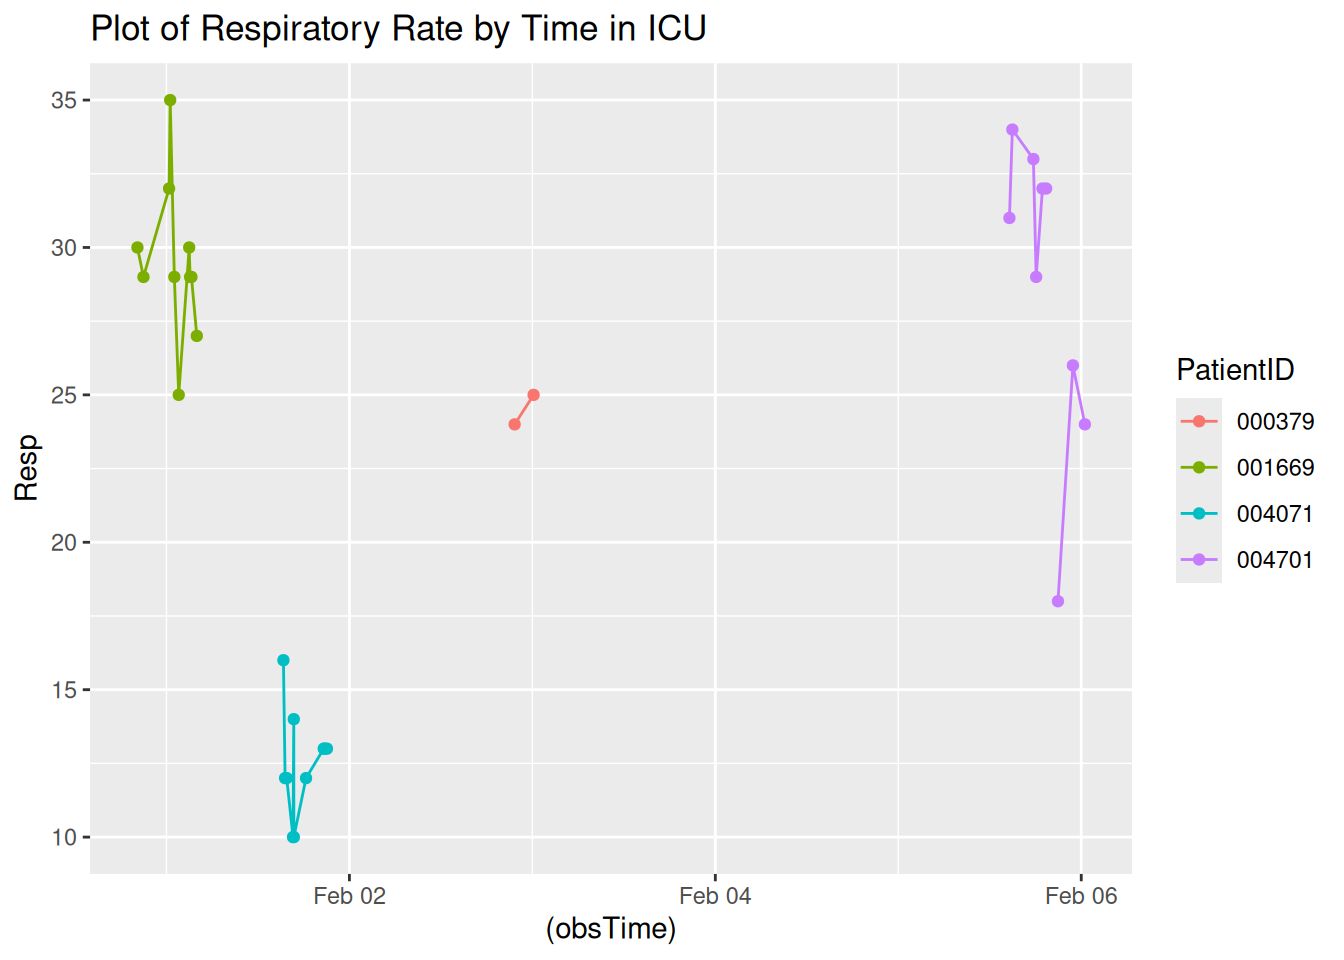 Plot of Respiratory Rate by Time in ICU
35
30
25
20
15
10
Resp
Feb 02
Feb 04
Feb 06
(obsTime)
PatientID
000379
001669
004071
004701